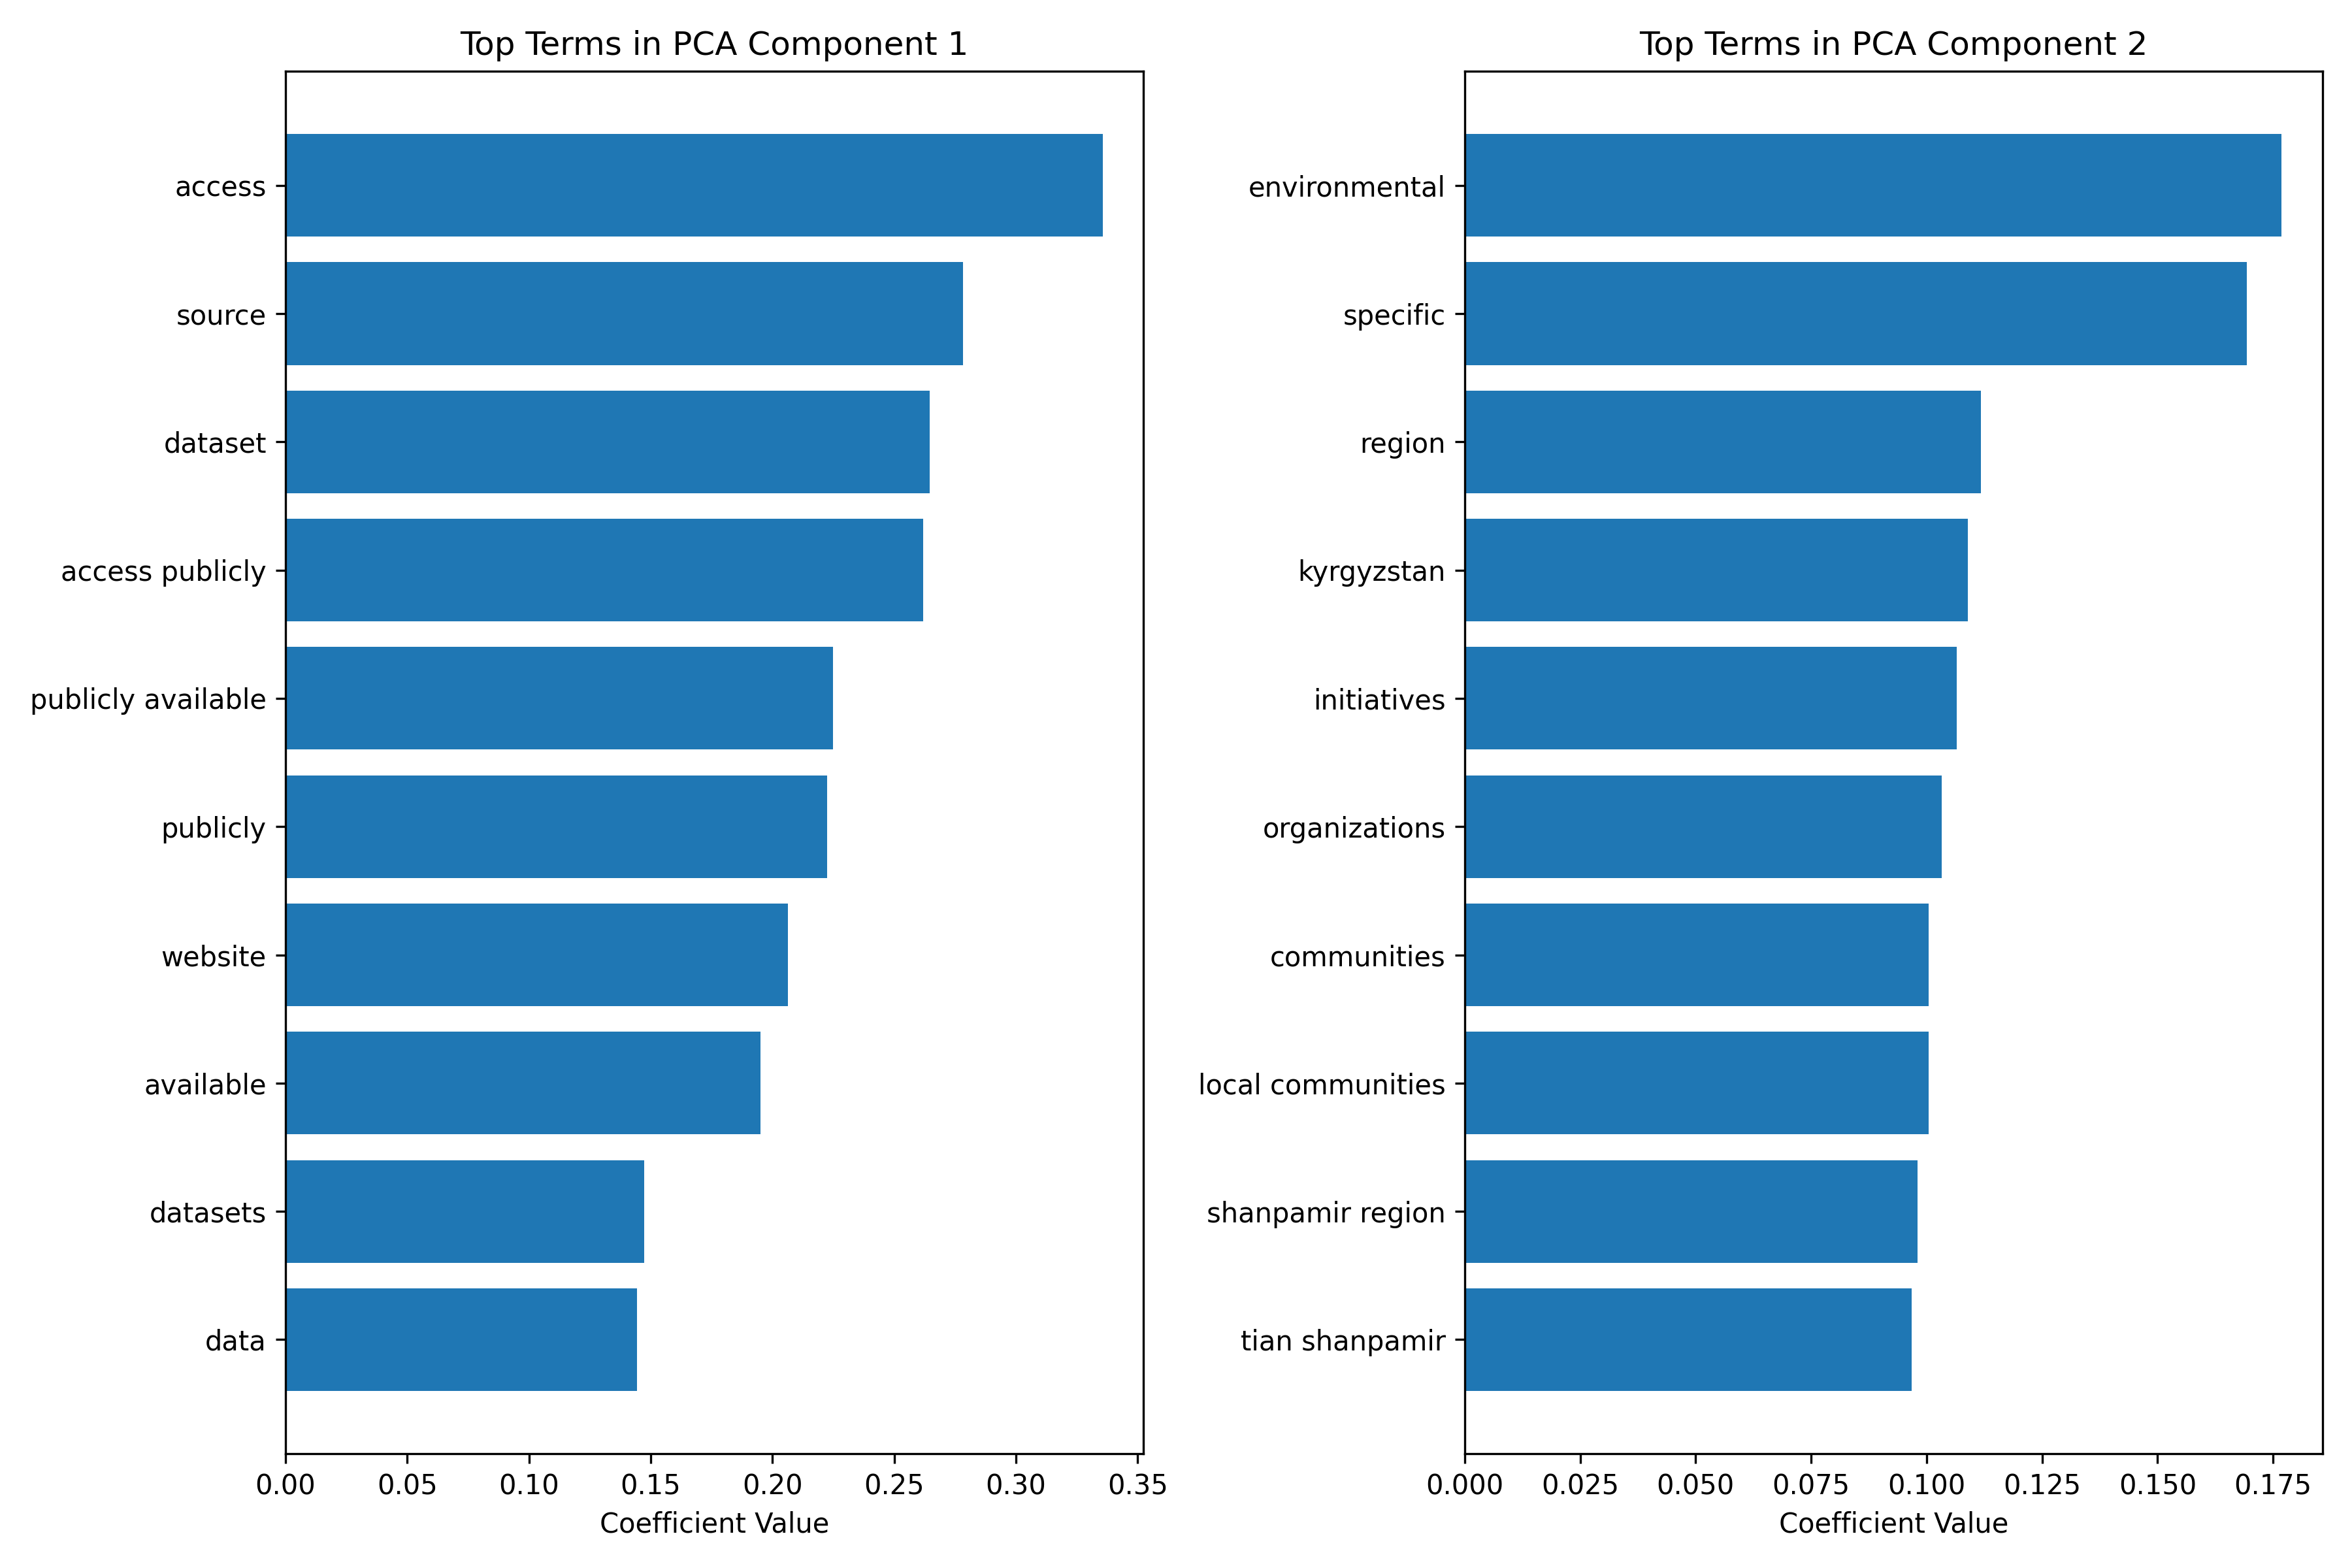 Top Terms in PCA Component 1
access
source
dataset
access publicly
publicly available
publicly
website
available
datasets
data
0.00 0.05 0.10 0.15 0.20 0.25 0.30 0.35
Coefficient Value
Top Terms in PCA Component 2
environmental
specific
region
kyrgyzstan
initiatives
organizations
communities
local communities
shanpamir region
tian shanpamir
0.000 0.025 0.050 0.075 0.100 0.125 0.150 0.175
Coefficient Value